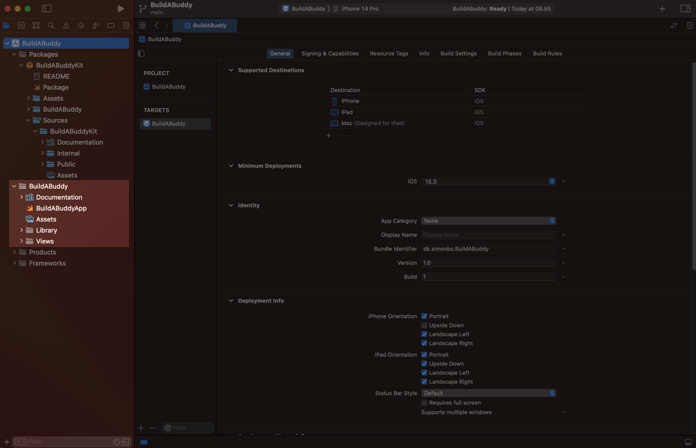 BuildABuddy
main
BuildABuddy
iPhone 14 Pro
BuildABuddy: Ready | Today at 09.55
BuildABuddy
BuildABuddy
BuildABuddy
Packages
BuildABuddyKit
README
Package
Assets
BuildABuddy
Sources
BuildABuddyKit
Documentation
Internal
Public
Assets
BuildABuddy
Documentation
BuildABuddyApp
Assets
Library
Views
Products
Frameworks
Filter
General
Signing & Capabilities
Resource Tags
Info
Build Settings
Build Phases
Build Rules
PROJECT
BuildABuddy
TARGETS
BuildABuddy
Filter
Supported Destinations
Destination
SDK
iPhone
iOS
iPad
iOS
Mac (Designed for iPad)
iOS
Minimum Deployments
iOS
15.5
Identity
App Category
None
Display Name
Display Name
Bundle Identifier
dk.simonbs.BuildABuddy
Version
1.0
Build
1
Deployment Info
iPhone Orientation
Portrait
Upside Down
Landscape Left
Landscape Right
iPad Orientation
Portrait
Upside Down
Landscape Left
Landscape Right
Status Bar Style
Default
Requires full screen
Supports multiple windows